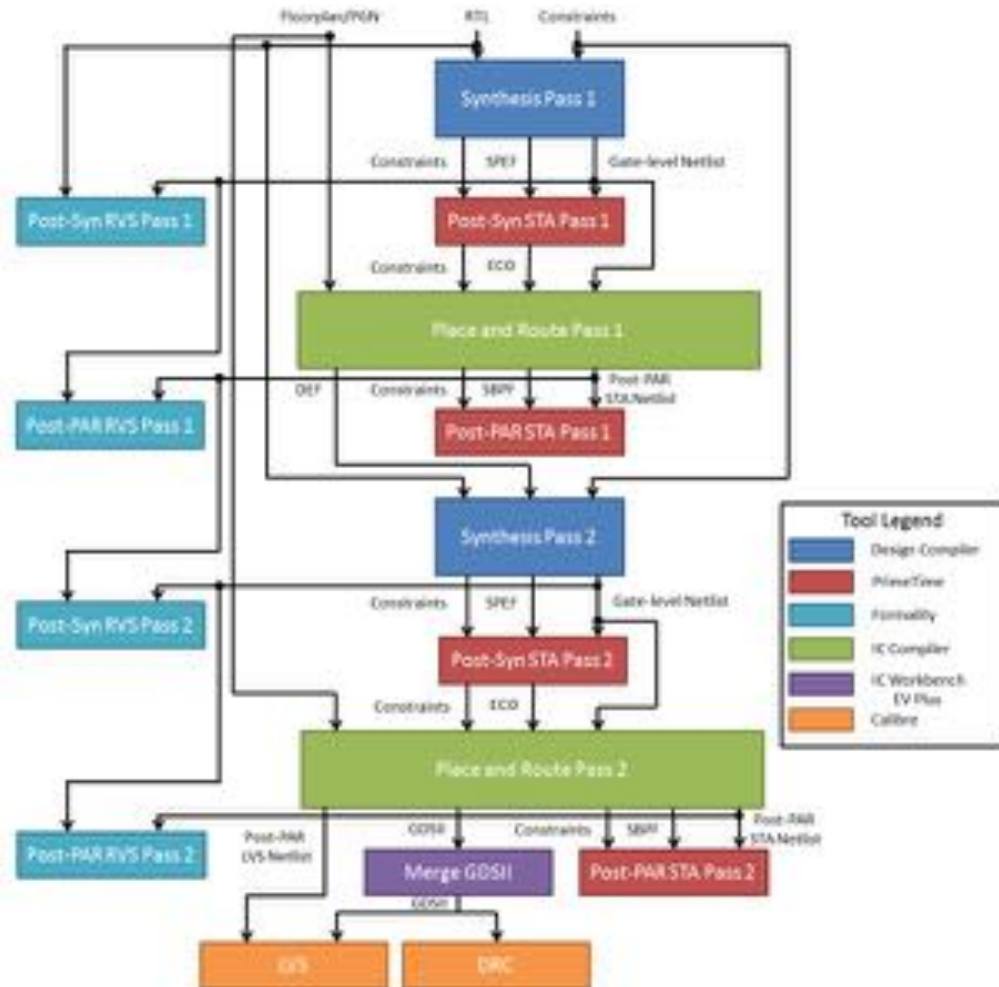 Floorplan/PGN
RTL
Constraints
Synthesis Pass 1
Constraints
SPEF
Gate-level Netlist
Post-Syn RVS Pass 1
Post-Syn STA Pass 1
Constraints
ECO
Place and Route Pass 1
DEF
Constraints
SBPF
Post-PAR
STA Netlist
Post-PAR RVS Pass 1
Post-PAR STA Pass 1
Synthesis Pass 2
Tool Legend
Design Compiler
PrimeTime
Formality
IC Compiler
IC Workbench
EV Plus
Calibre
Constraints
SPEF
Gate-level Netlist
Post-Syn RVS Pass 2
Post-Syn STA Pass 2
Constraints
ECO
Place and Route Pass 2
Post-PAR
LVS Netlist
GDSII
Constraints
SBPF
Post-PAR
STA Netlist
Post-PAR RVS Pass 2
Merge GDSII
Post-PAR STA Pass 2
GDSII
LVS
DRC